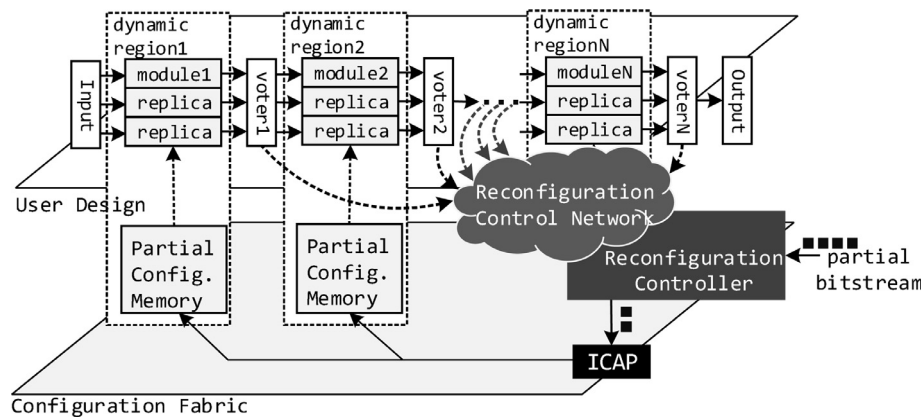 dynamic
region1
dynamic
region2
dynamic
regionN
Input
module1
replica
replica
voter1
module2
replica
replica
voter2
moduleN
replica
replica
voterN
Output
User Design
Reconfiguration
Control Network
Partial
Config.
Memory
Partial
Config.
Memory
Reconfiguration
Controller
partial
bitstream
ICAP
Configuration Fabric